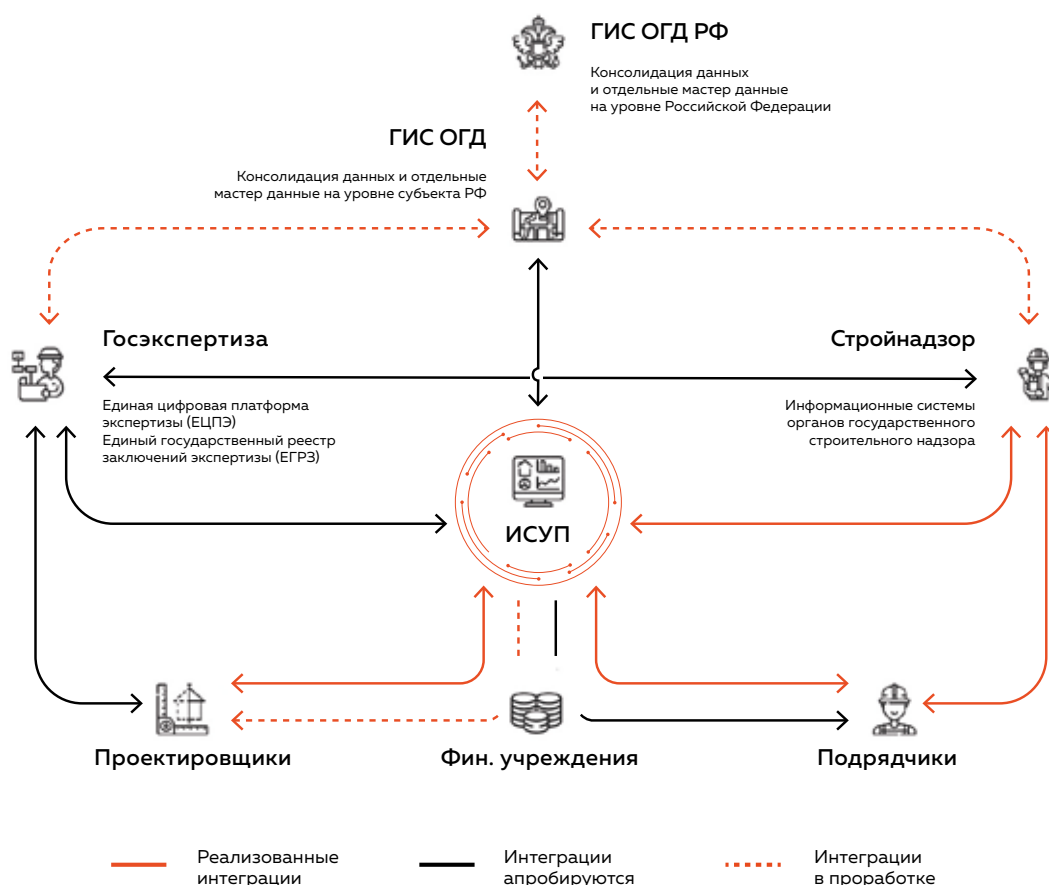 ГИС ОГД РФ
Консолидация данных
и отдельные мастер данные
на уровне Российской Федерации
ГИС ОГД
Консолидация данных и отдельные
мастер данные на уровне субъекта РФ
Госэкспертиза
Единая цифровая платформа
экспертизы (ЕЦПЭ)
Единый государственный реестр
заключений экспертизы (ЕГРЗ)
Стройнадзор
Информационные системы
органов государственного
строительного надзора
ИСУП
Проектировщики
Фин. учреждения
Подрядчики
Реализованные
интеграции
Интеграции
апробируются
Интеграции
в проработке